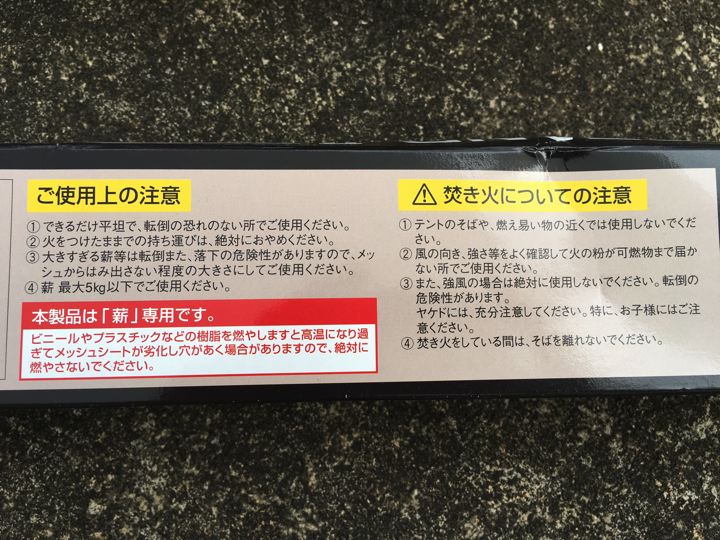 ご使用上の注意
① できるだけ平坦で、転倒の恐れのない所でご使用ください。
② 火をつけたままでの持ち運びは、絶対におやめください。
③ 大きすぎる薪等は転倒また、落下の危険性がありますので、メッ
シュからはみ出さない程度の大きさにしてご使用ください。
④ 薪 最大5kg以下でご使用ください。
本製品は「薪」専用です。
ビニールやプラスチックなどの樹脂を燃やしますと高温になり過
ぎてメッシュシートが劣化し穴があく場合がありますので、絶対に
燃やさないでください。
⚠ 焚き火についての注意
① テントのそばや、燃え易い物の近くでは使用しないでくだ
さい。
② 風の向き、強さ等をよく確認して火の粉が可燃物まで届か
ない所でご使用ください。
③ また、強風の場合は絶対に使用しないでください。転倒の
危険性があります。
ヤケドには、充分注意してください。特に、お子様にはご注
意ください。
④ 焚き火をしている間は、そばを離れないでください。